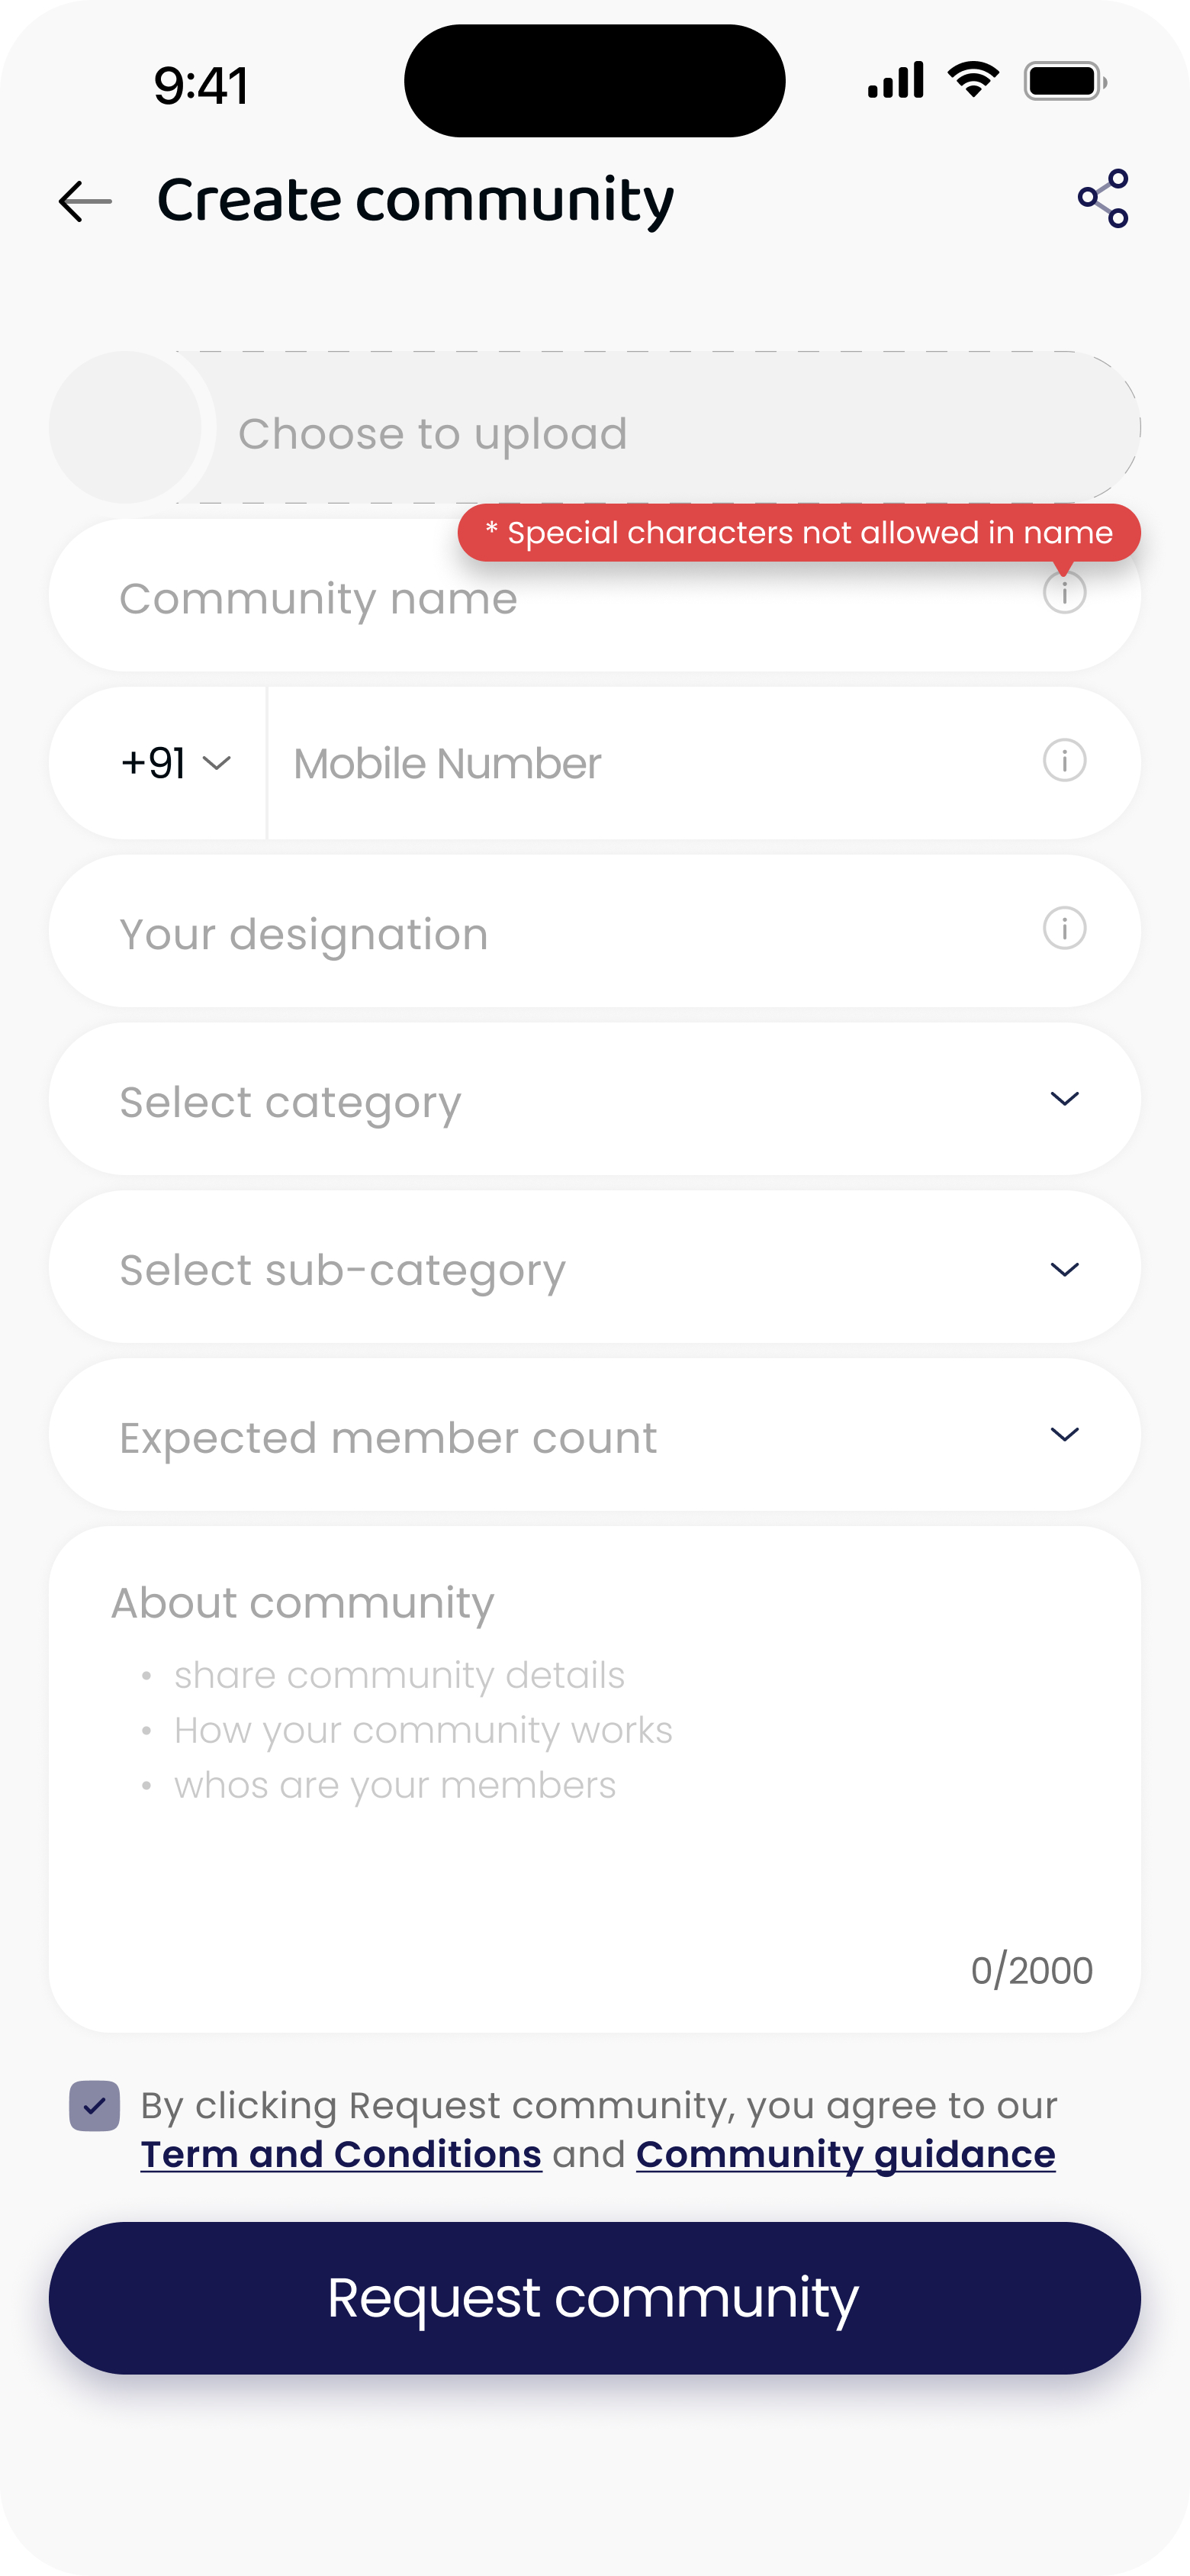 9:41
Create community
Choose to upload
* Special characters not allowed in name
Community name
+91 Mobile Number
Your designation
Select category
Select sub-category
Expected member count
About community
• share community details
• How your community works
• whos are your members
0/2000
By clicking Request community, you agree to our
Term and Conditions and Community guidance
Request community